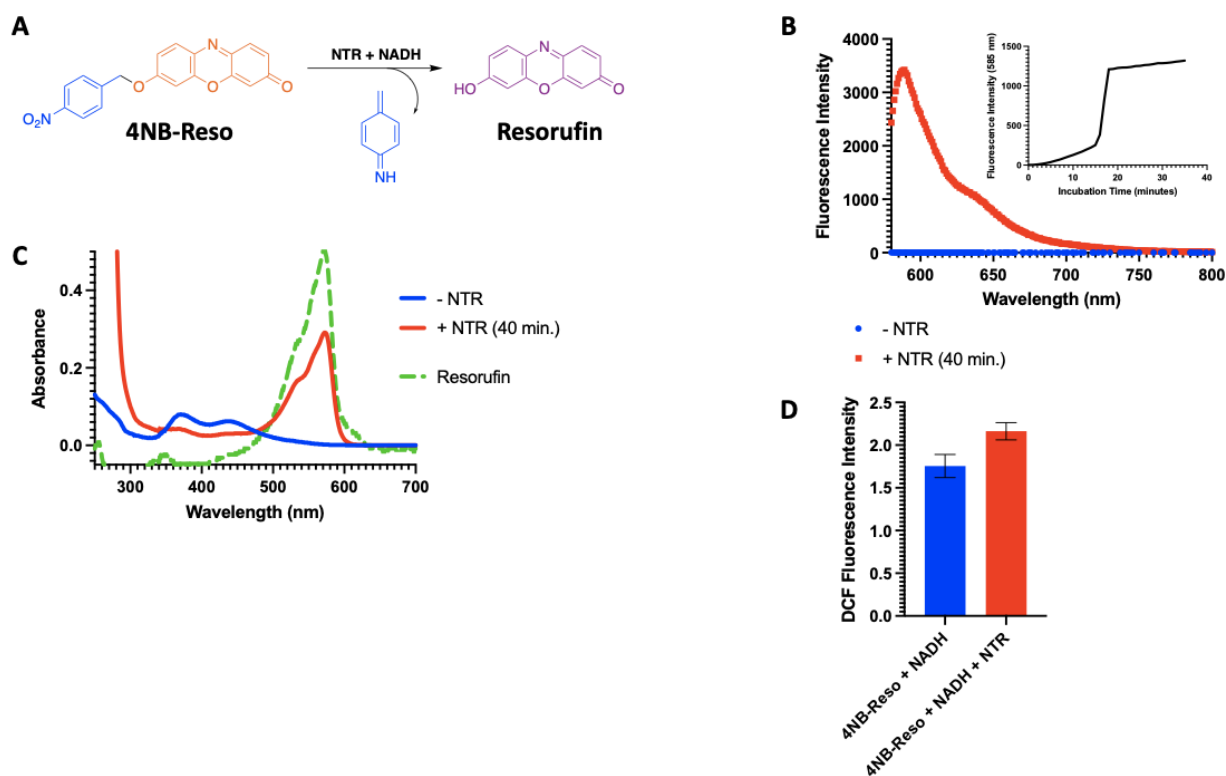 A
N
O
O
O
O2N
4NB-Reso
NTR + NADH
NH
N
HO
O
O
Resorufin
B
Fluorescence Intensity
4000
3000
2000
1000
0
600
650
700
750
800
Wavelength (nm)
Fluorescence Intensity (585 nm)
1500
1000
500
0
0
10
20
30
40
Incubation Time (minutes)
- NTR
+ NTR (40 min.)
C
Absorbance
0.4
0.2
0.0
300
400
500
600
700
Wavelength (nm)
- NTR
+ NTR (40 min.)
Resorufin
D
DCF Fluorescence Intensity
2.5
2.0
1.5
1.0
0.5
0.0
4NB-Reso + NADH
4NB-Reso + NADH + NTR